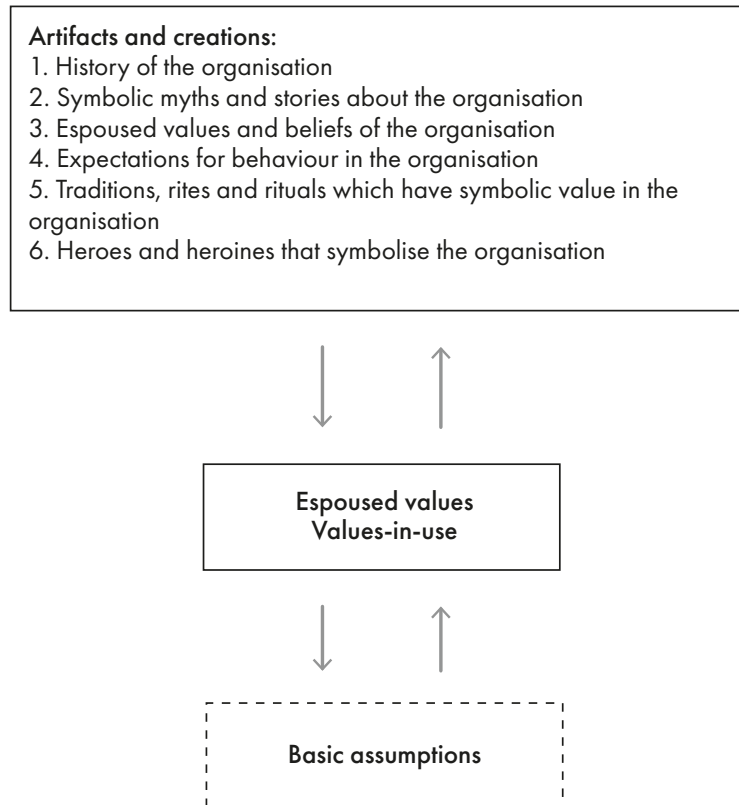 Artifacts and creations:
1. History of the organisation
2. Symbolic myths and stories about the organisation
3. Espoused values and beliefs of the organisation
4. Expectations for behaviour in the organisation
5. Traditions, rites and rituals which have symbolic value in the
organisation
6. Heroes and heroines that symbolise the organisation
Espoused values
Values-in-use
Basic assumptions